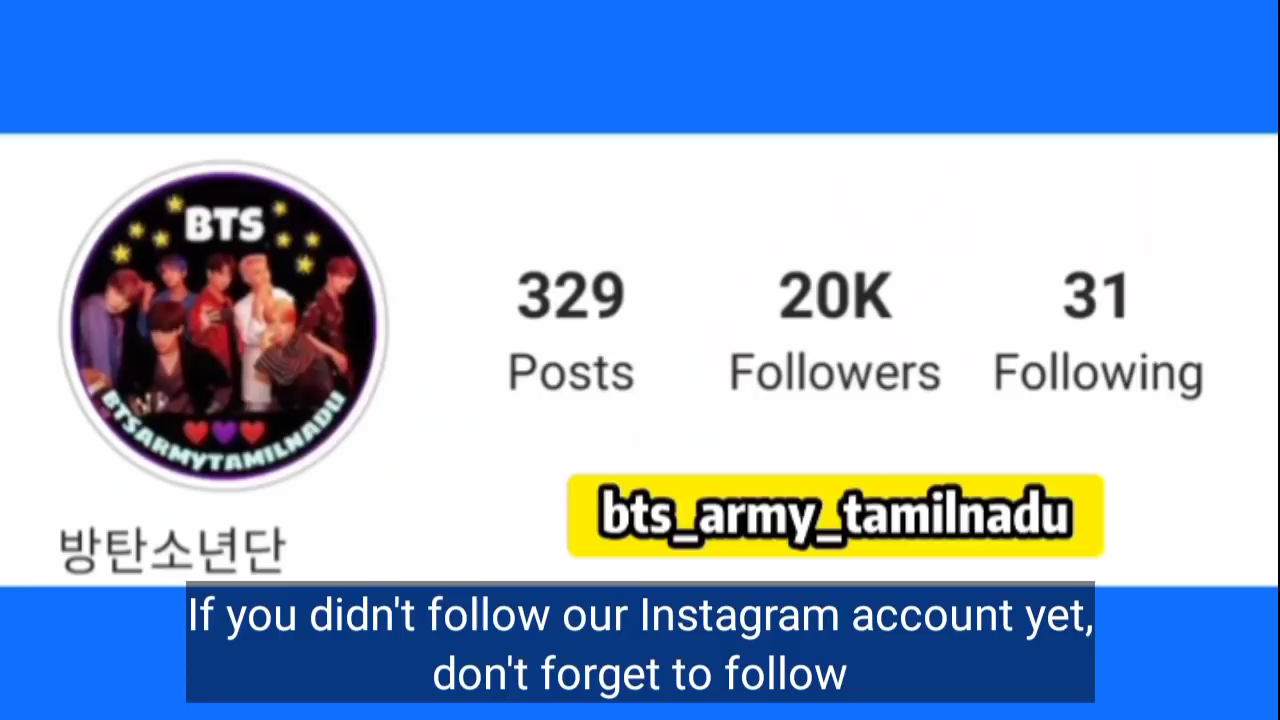 BTS
BTSARMYTAMILNADU
329
Posts
20K
Followers
31
Following
bts_army_tamilnadu
방탄소년단
If you didn't follow our Instagram account yet,
don't forget to follow